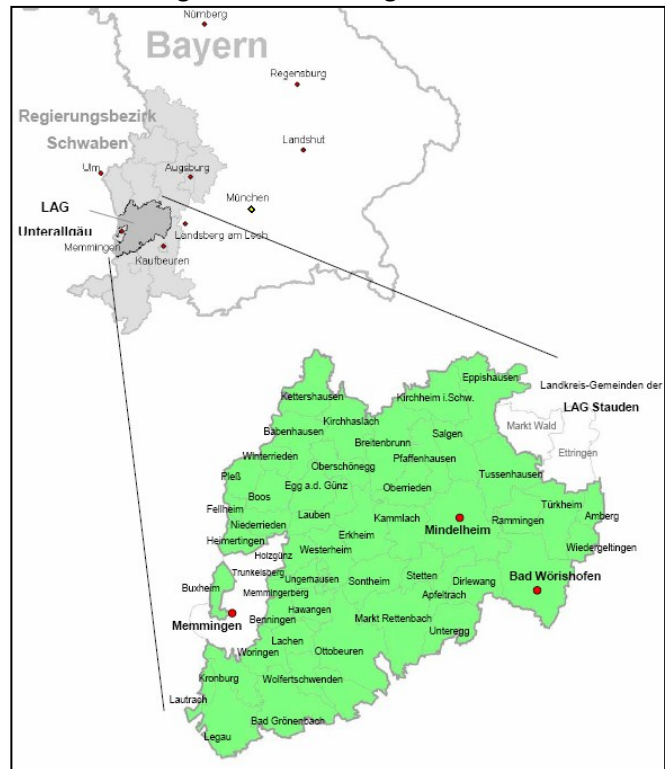 Nürnberg
Bayern
Regensburg
Regierungsbezirk
Schwaben
Landshut
Ulm
Augsburg
München
LAG
Unterallgäu
Landsberg am Lech
Memmingen
Kaufbeuren
Eppishausen
Landkreis-Gemeinden der
LAG Stauden
Kettershausen
Kirchheim i.Schw.
Markt Wald
Kirchhaslach
Babenhausen
Salgen
Breitenbrunn
Ettringen
Winterrieden
Pfaffenhausen
Oberschönegg
Tussenhausen
Pleß
Egg a.d. Günz
Oberrieden
Boos
Türkheim
Fellheim
Lauben
Kammlach
Rammingen
Amberg
Niederrieden
Mindelheim
Erkheim
Heimertingen
Wiedergeltingen
Holzgünz
Westerheim
Trunkelsberg
Bad Wörishofen
Buxheim
Ungerhausen
Sontheim
Stetten
Dirlewang
Memmingerberg
Apfeltrach
Hawangen
Memmingen
Benningen
Markt Rettenbach
Unteregg
Lachen
Woringen
Ottobeuren
Kronburg
Wolfertschwenden
Lautrach
Bad Grönenbach
Legau